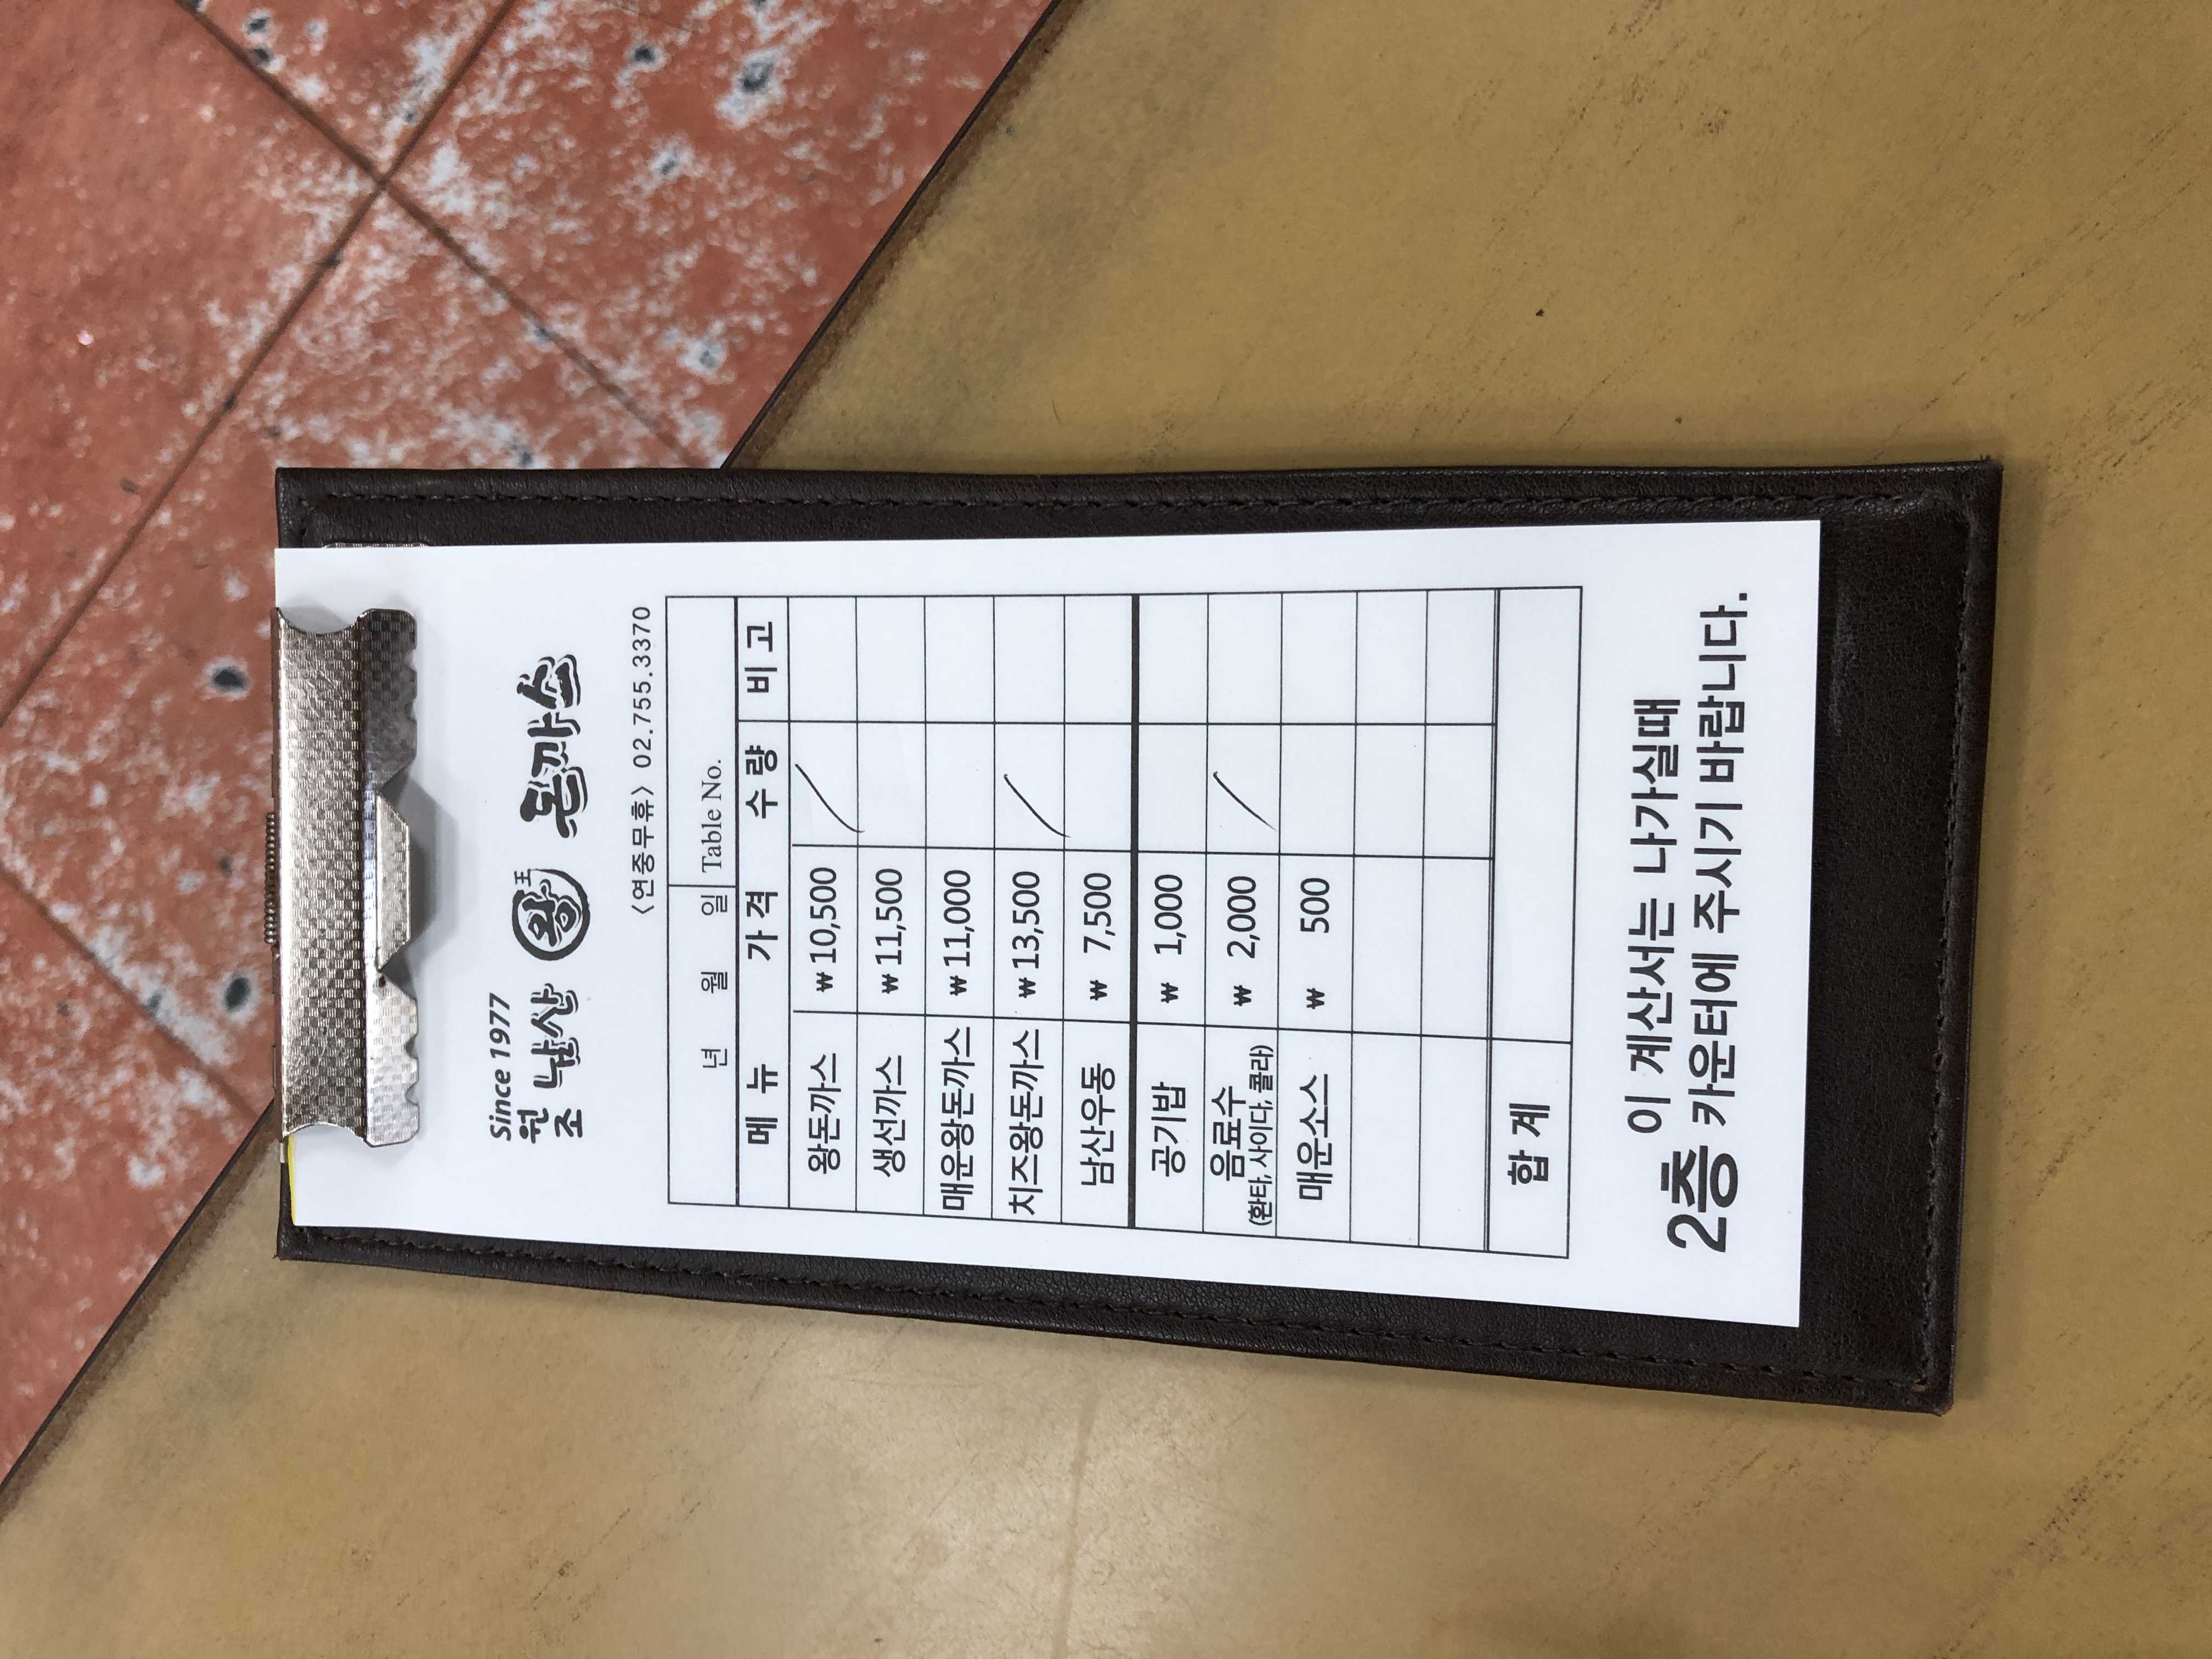 Since 1977
원조 남산 왕王 돈까스
<연중무휴> 02.755.3370
년 월 일 Table No.
메 뉴 가 격 수 량 비 고
왕돈까스 ₩ 10,500 /
생선까스 ₩ 11,500
매운왕돈까스 ₩ 11,000
치즈왕돈까스 ₩ 13,500 /
남산우동 ₩ 7,500
공기밥 ₩ 1,000
음료수 ₩ 2,000 /
(환타, 사이다, 콜라)
매운소스 ₩ 500
합 계
이 계산서는 나가실때
2층 카운터에 주시기 바랍니다.